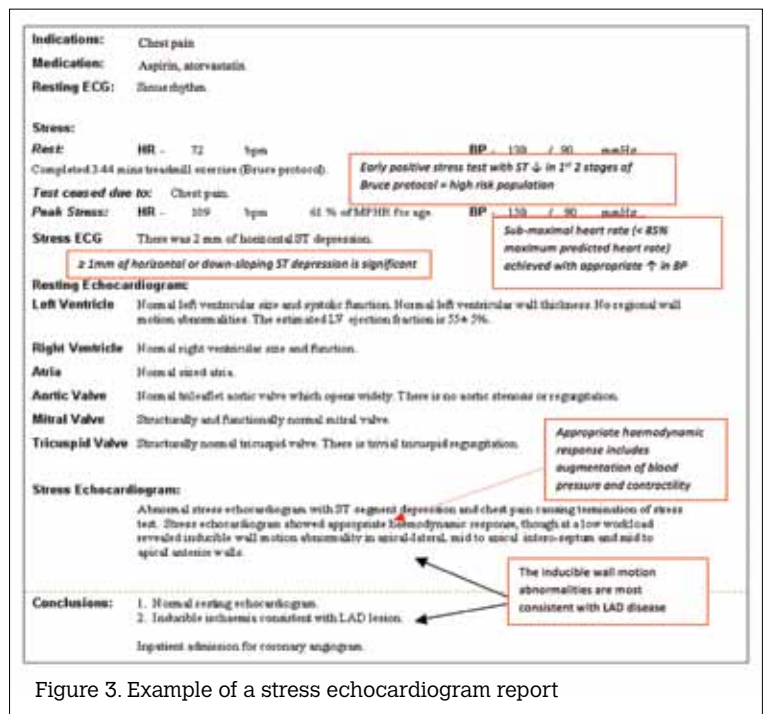 Indications: Chest pain
Medication: Aspirin, atorvastatin
Resting ECG: Sinus rhythm.
Stress:
Rest: HR - 72 bpm BP - 130 / 90 mmHg
Completed 3.44 mins treadmill exercise (Bruce protocol).
Early positive stress test with ST ↓ in 1st 2 stages of
Bruce protocol = high risk population
Test ceased due to: Chest pain.
Peak Stress: HR - 109 bpm 61 % of MPHR for age. BP - / 90 mmHg
Sub-maximal heart rate (< 85%
maximum predicted heart rate)
achieved with appropriate ↑ in BP
Stress ECG There was 2 mm of horizontal ST depression.
≥ 1mm of horizontal or down-sloping ST depression is significant
Resting Echocardiogram:
Left Ventricle Normal left ventricular size and systolic function. Normal left ventricular wall thickness. No regional wall
motion abnormalities. The estimated LV ejection fraction is 55± 5%.
Right Ventricle Normal right ventricular size and function.
Atria Normal sized atria.
Aortic Valve Normal trileaflet aortic valve which opens widely. There is no aortic stenosis or regurgitation.
Mitral Valve Structurally and functionally normal mitral valve.
Tricuspid Valve Structurally normal tricuspid valve. There is trivial tricuspid regurgitation.
Appropriate haemodynamic
response includes
augmentation of blood
pressure and contractility
Stress Echocardiogram:
Abnormal stress echocardiogram with ST segment depression and chest pain causing termination of stress
test. Stress echocardiogram showed appropriate haemodynamic response, though at a low workload
revealed inducible wall motion abnormality in apical-lateral, mid to apical antero-septum and mid to
apical anterior walls.
The inducible wall motion
abnormalities are most
consistent with LAD disease
Conclusions: 1. Normal resting echocardiogram.
2. Inducible ischaemia consistent with LAD lesion.
Inpatient admission for coronary angiogram.
Figure 3. Example of a stress echocardiogram report